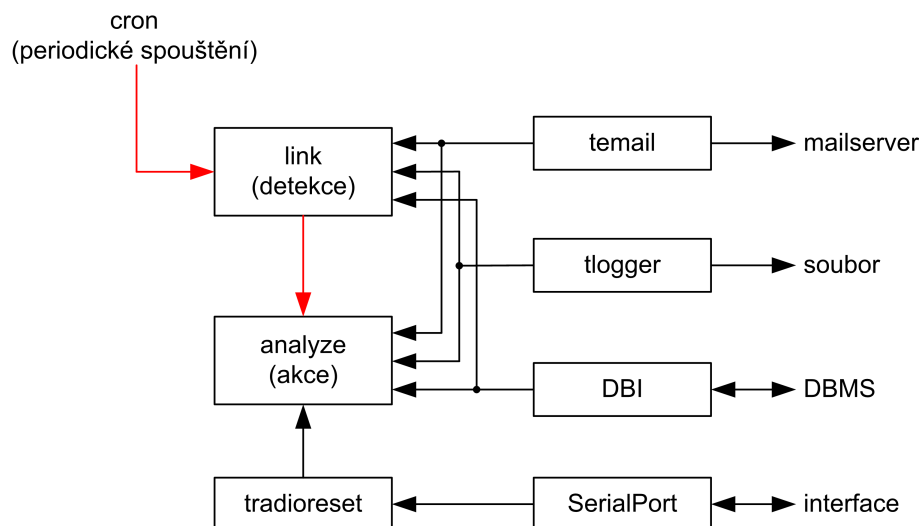 cron
(periodické spouštění)
link
(detekce)
temail
mailserver
tlogger
soubor
analyze
(akce)
DBI
DBMS
tradioreset
SerialPort
interface